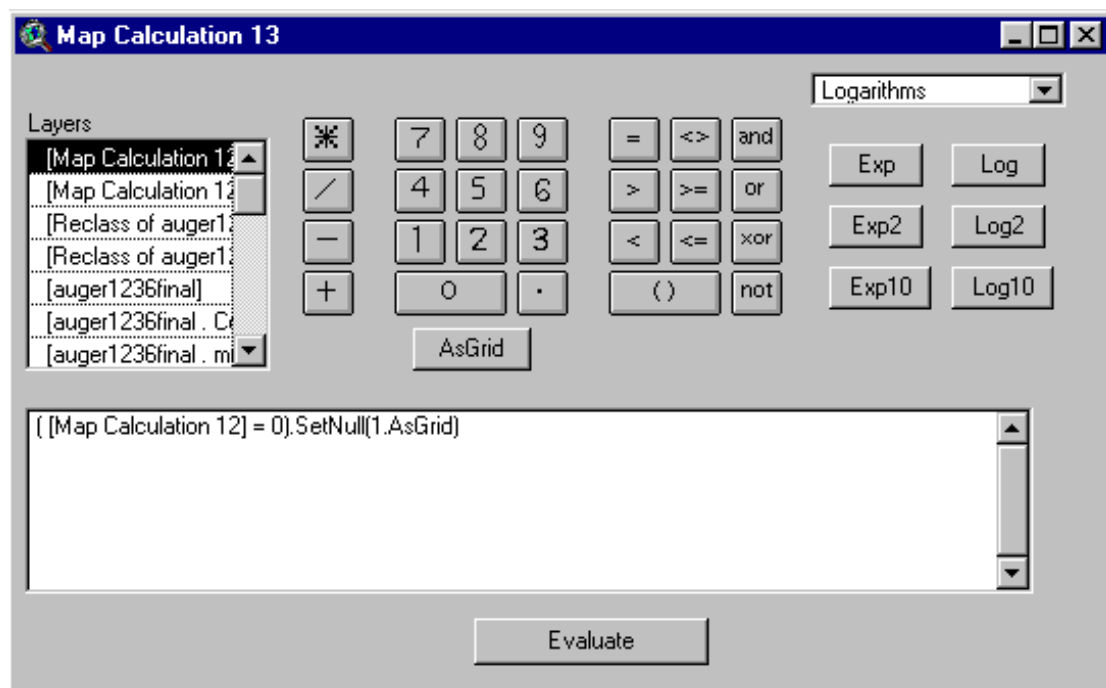 Map Calculation 13
Logarithms
Layers
[Map Calculation 12
[Map Calculation 12
[Reclass of auger12
[Reclass of auger12
[auger1236final]
[auger1236final . Co
[auger1236final . m
* 7 8 9 = <> and
/ 4 5 6 > >= or
− 1 2 3 < <= xor
+ 0 . ( ) not
AsGrid
Exp Log
Exp2 Log2
Exp10 Log10
( [Map Calculation 12] = 0).SetNull(1.AsGrid)
Evaluate